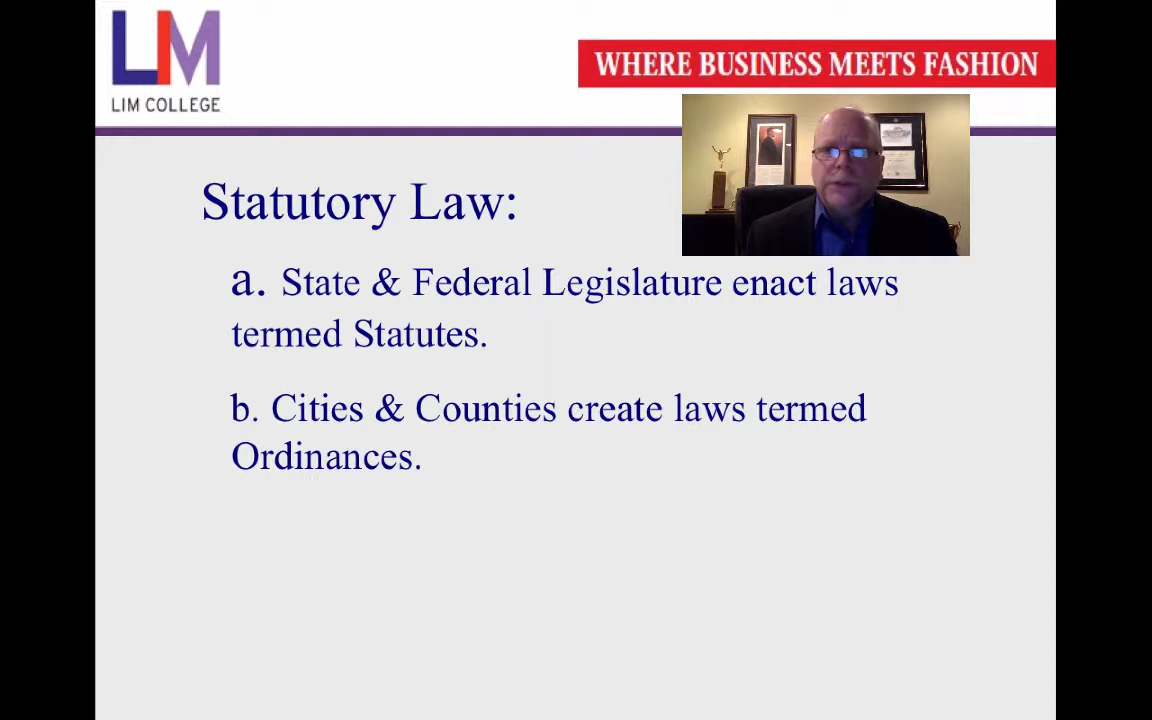 LIM
LIM COLLEGE
WHERE BUSINESS MEETS FASHION
Statutory Law:
a. State & Federal Legislature enact laws
termed Statutes.
b. Cities & Counties create laws termed
Ordinances.